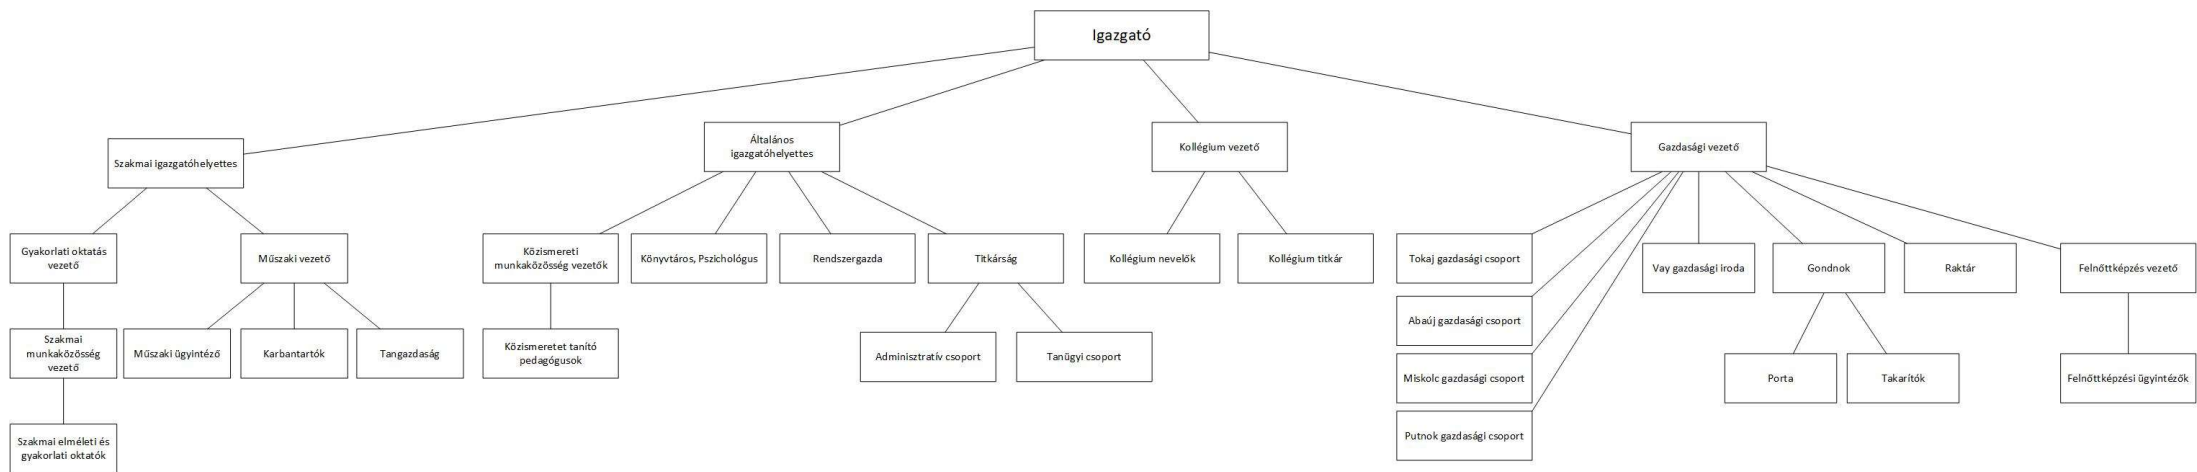 Igazgató
Szakmai igazgatóhelyettes
Általános
igazgatóhelyettes
Kollégium vezető
Gazdasági vezető
Gyakorlati oktatás
vezető
Műszaki vezető
Közismereti
munkaközösség vezetők
Könyvtáros, Pszichológus
Rendszergazda
Titkárság
Kollégium nevelők
Kollégium titkár
Tokaj gazdasági csoport
Vay gazdasági iroda
Gondnok
Raktár
Felnőttképzés vezető
Abaúj gazdasági csoport
Szakmai
munkaközösség
vezető
Műszaki ügyintéző
Karbantartók
Tangazdaság
Közismeretet tanító
pedagógusok
Adminisztratív csoport
Tanügyi csoport
Miskolc gazdasági csoport
Porta
Takarítók
Felnőttképzési ügyintézők
Szakmai elméleti és
gyakorlati oktatók
Putnok gazdasági csoport